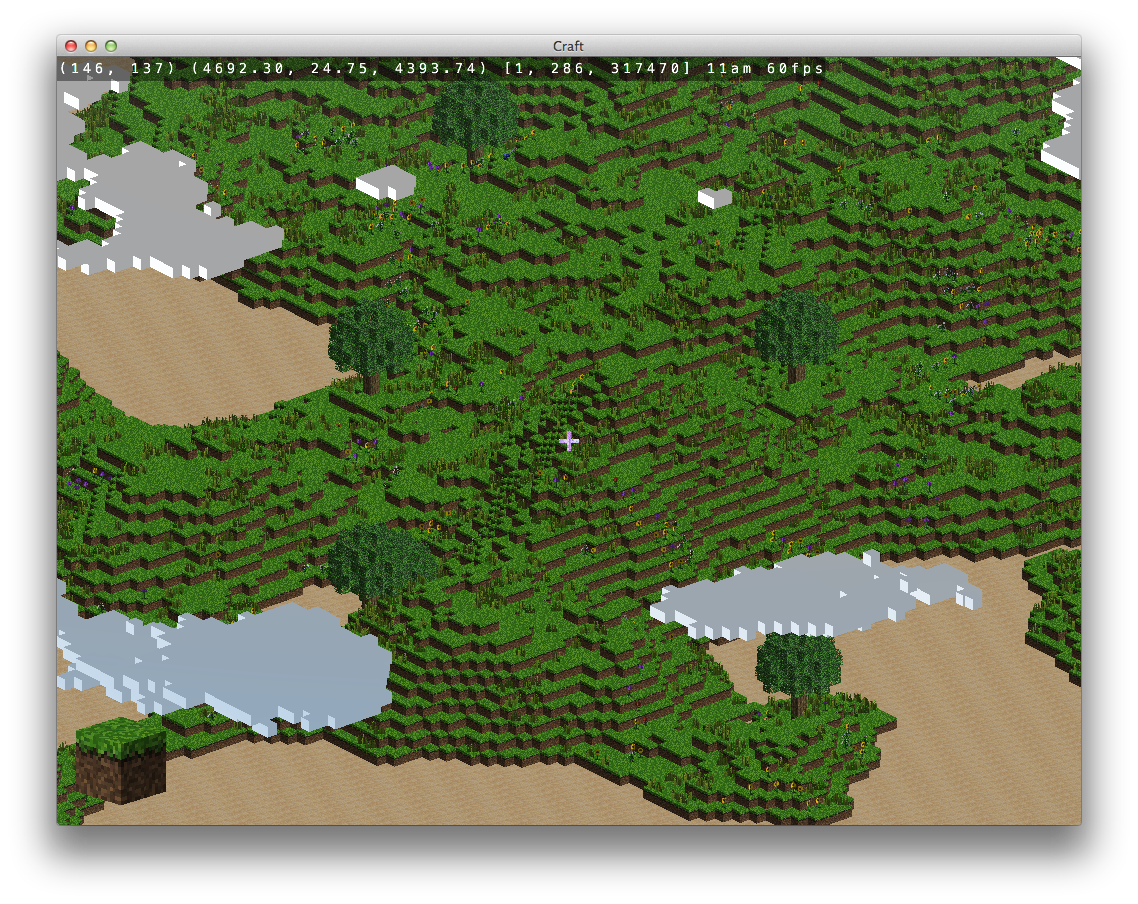 Craft
(146, 137) (4692.30, 24.75, 4393.74) [1, 286, 317470] 11am 60fps